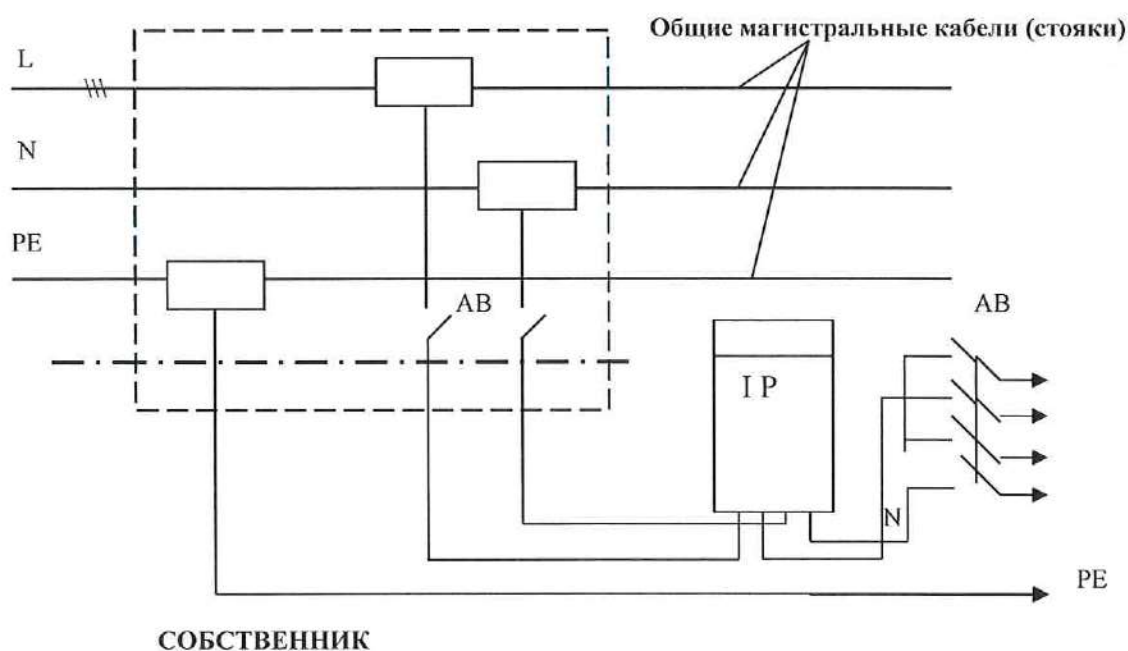 Общие магистральные кабели (стояки)
L
N
PE
АВ
АВ
I P
N
PE
СОБСТВЕННИК